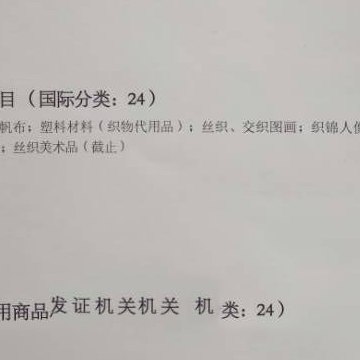 目（国际分类：24）
帆布；塑料材料（织物代用品）；丝织、交织图画；织锦人
；丝织美术品（截止）
用商品 发证机关机关 机 类：24）